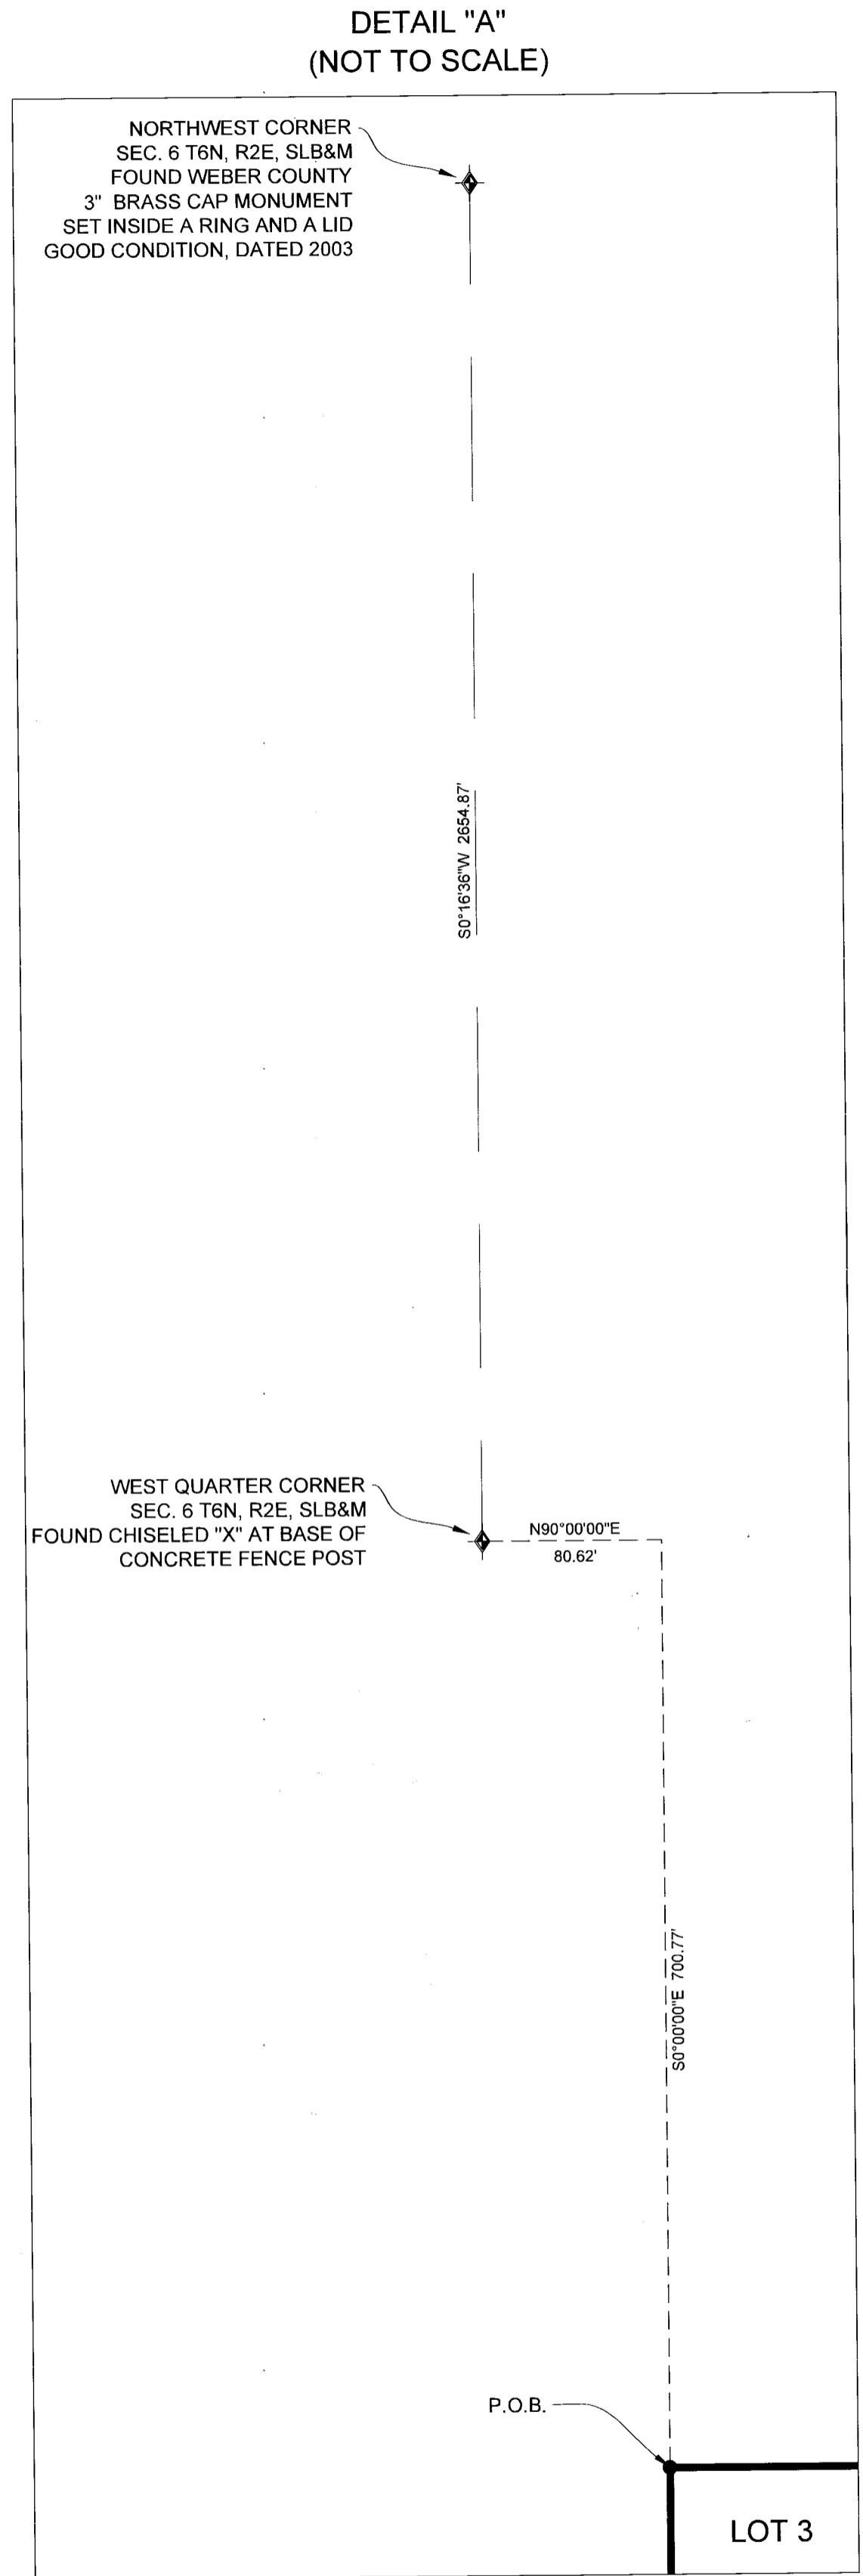 DETAIL "A"
(NOT TO SCALE)
NORTHWEST CORNER
SEC. 6 T6N, R2E, SLB&M
FOUND WEBER COUNTY
3" BRASS CAP MONUMENT
SET INSIDE A RING AND A LID
GOOD CONDITION, DATED 2003
S0°16'36"W 2654.87'
WEST QUARTER CORNER
SEC. 6 T6N, R2E, SLB&M
FOUND CHISELED "X" AT BASE OF
CONCRETE FENCE POST
N90°00'00"E
80.62'
S0°00'00"E 700.77'
P.O.B.
LOT 3